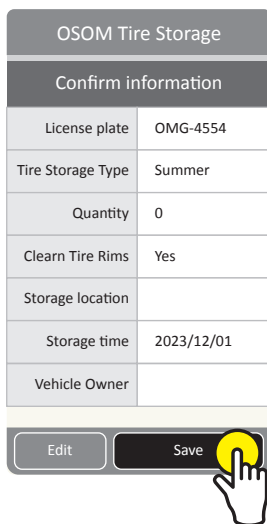 OSOM Tire Storage
Confirm information
License plate OMG-4554
Tire Storage Type Summer
Quantity 0
Clearn Tire Rims Yes
Storage location
Storage time 2023/12/01
Vehicle Owner
Edit Save